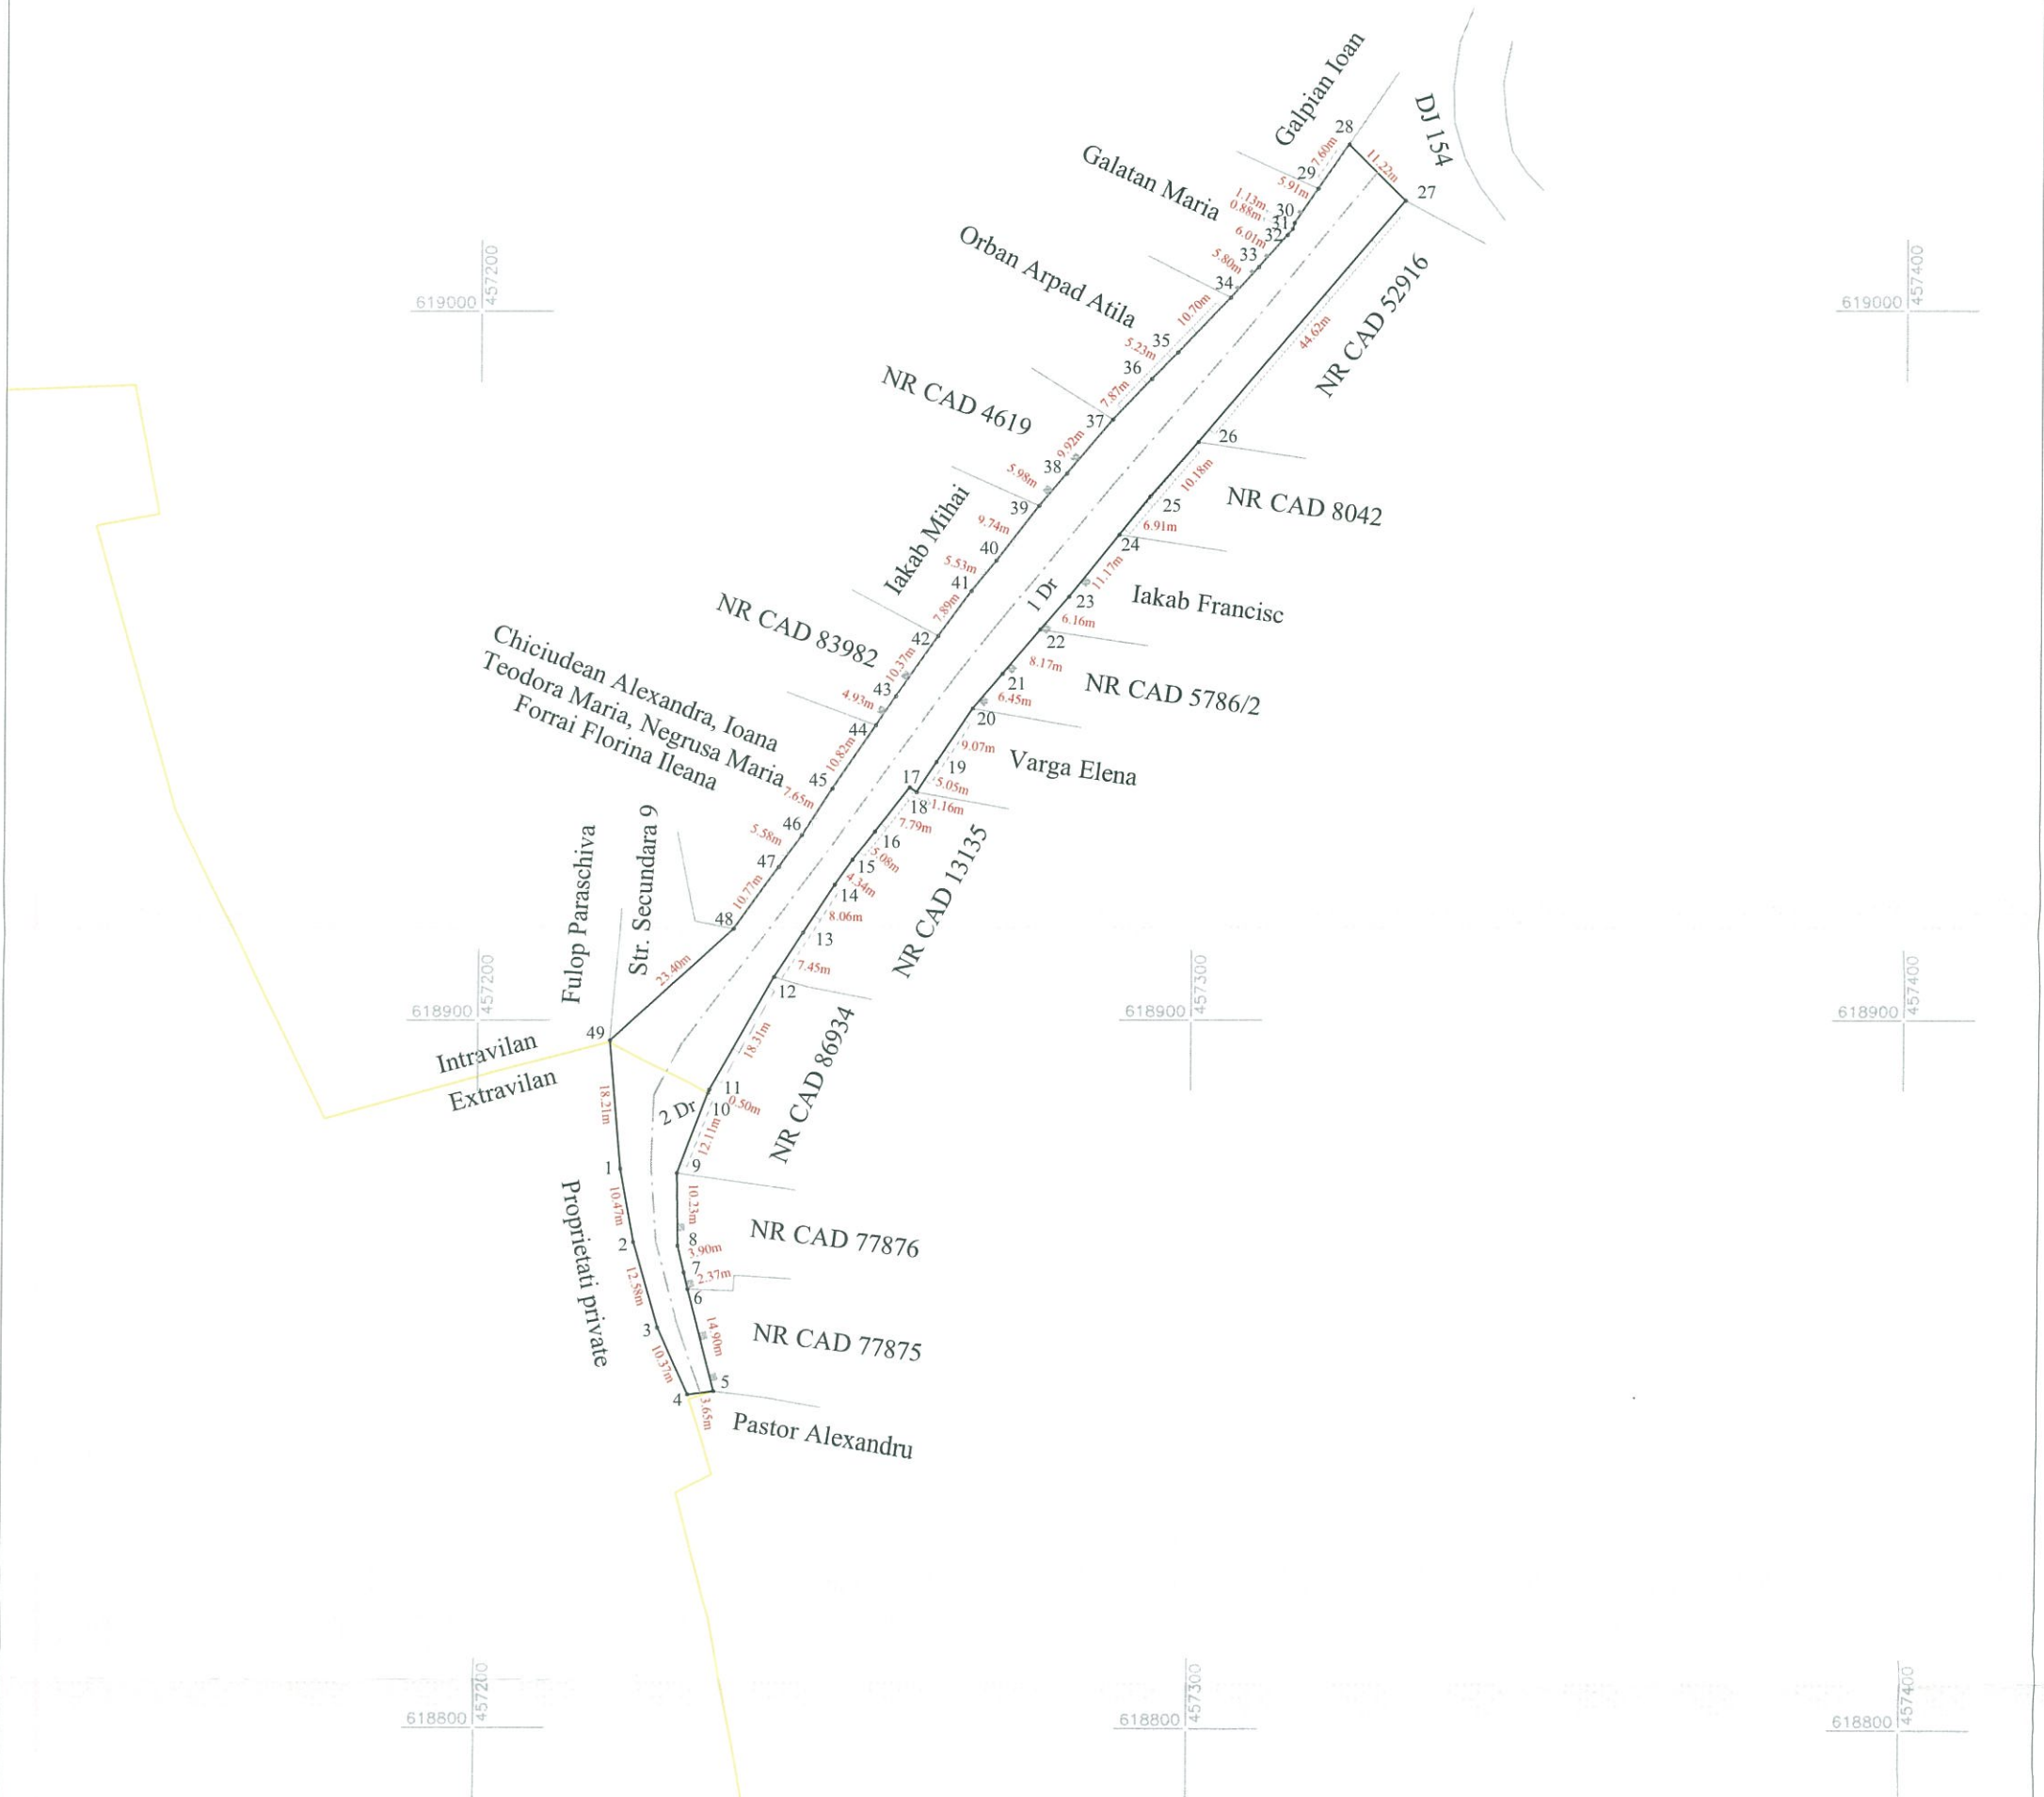 Galpian Ioan
DJ 154
28
7.60m
11.22m
27
29
5.91m
Galatan Maria
1.13m
0.88m
30
31
32
6.01m
33
5.80m
34
Orban Arpad Atila
10.70m
NR CAD 52916
44.62m
35
5.23m
36
7.87m
37
NR CAD 4619
9.92m
38
5.98m
39
26
10.18m
25
NR CAD 8042
6.91m
24
9.74m
Iakab Mihai
40
5.53m
41
7.89m
42
11.17m
1 Dr
23
Iakab Francisc
6.16m
22
NR CAD 83982
10.37m
43
4.93m
44
8.17m
21
NR CAD 5786/2
6.45m
20
Chiciudean Alexandra, Ioana
Teodora Maria, Negrusa Maria
Forrai Florina Ileana
10.82m
45
7.65m
46
5.58m
47
10.77m
48
9.07m
19
Varga Elena
5.05m
17
18
1.16m
7.79m
16
5.08m
15
4.34m
14
8.06m
13
NR CAD 13135
7.45m
12
Fulop Paraschiva
Str. Secundara 9
23.40m
49
Intravilan
Extravilan
18.31m
NR CAD 86934
11
0.50m
10
2 Dr
12.11m
9
18.21m
1
10.47m
2
12.58m
3
10.37m
4
Proprietati private
10.23m
NR CAD 77876
8
3.90m
7
2.37m
6
14.90m
NR CAD 77875
5
3.65m
Pastor Alexandru
619000
457200
619000
457400
618900
457200
618900
457300
618900
457400
618800
457200
618800
457300
618800
457400